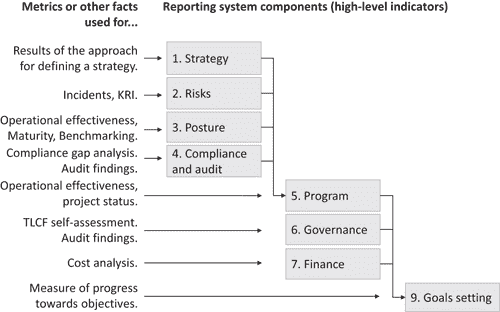 Metrics or other facts
used for...
Reporting system components (high-level indicators)
Results of the approach
for defining a strategy.
1. Strategy
Incidents, KRI.
2. Risks
Operational effectiveness,
Maturity, Benchmarking.
3. Posture
Compliance gap analysis.
Audit findings.
4. Compliance
and audit
Operational effectiveness,
project status.
5. Program
TLCF self-assessment.
Audit findings.
6. Governance
Cost analysis.
7. Finance
Measure of progress
towards objectives.
9. Goals setting